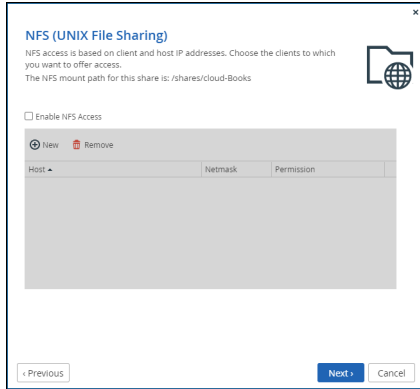 ×
NFS (UNIX File Sharing)
NFS access is based on client and host IP addresses. Choose the clients to which
you want to offer access.
The NFS mount path for this share is: /shares/cloud-Books
Enable NFS Access
New Remove
Host Netmask Permission
‹ Previous Next › Cancel